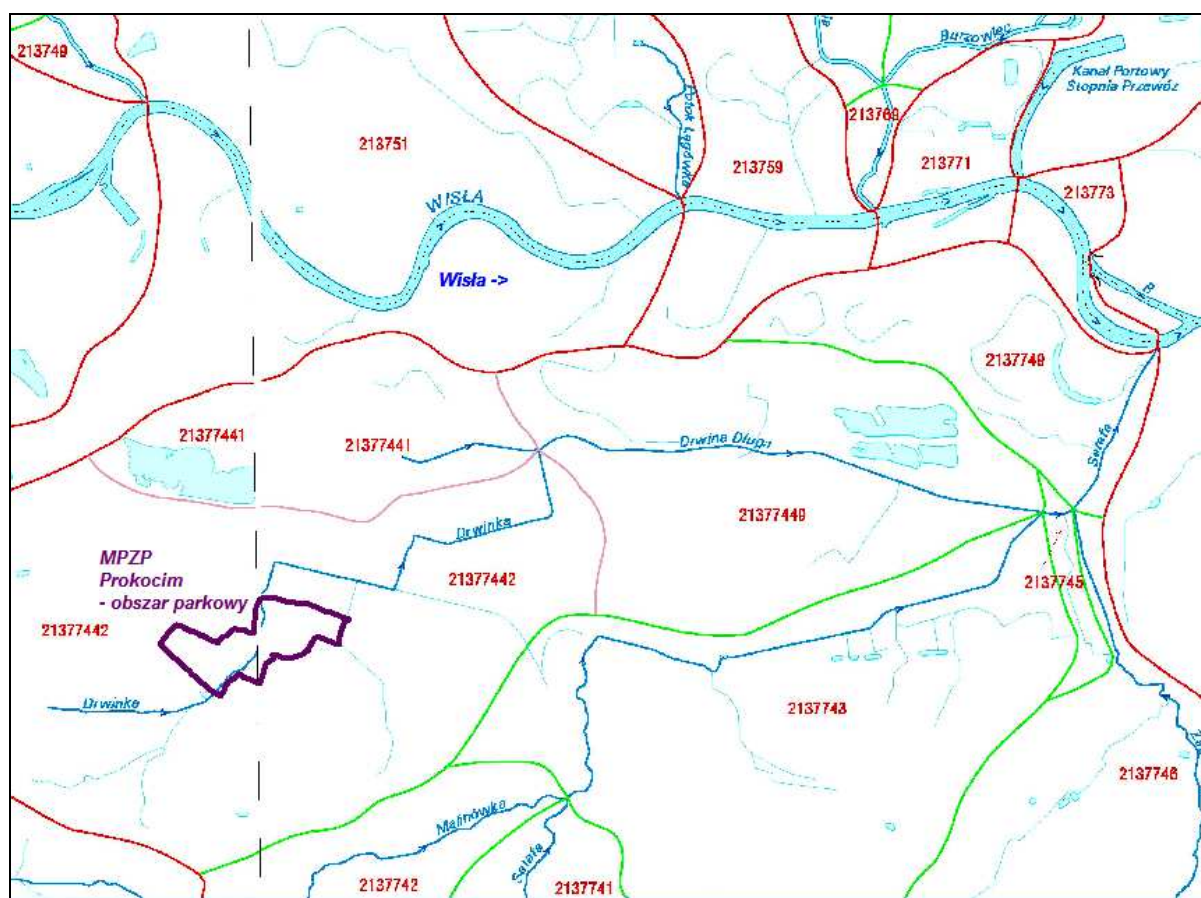 213749
Burzowiec
Kanał Portowy
Stopnia Przewóz
Potok Łęgówka
213769
213751
213759
213771
213773
WISŁA
Wisła ->
2137749
21377441
21377441
Drwina Długa
Serafa
21377449
Drwinka
MPZP
Prokocim
- obszar parkowy
21377442
2137745
21377442
Drwinka
2137743
2137746
Malinówka
Serafa
2137742
2137741